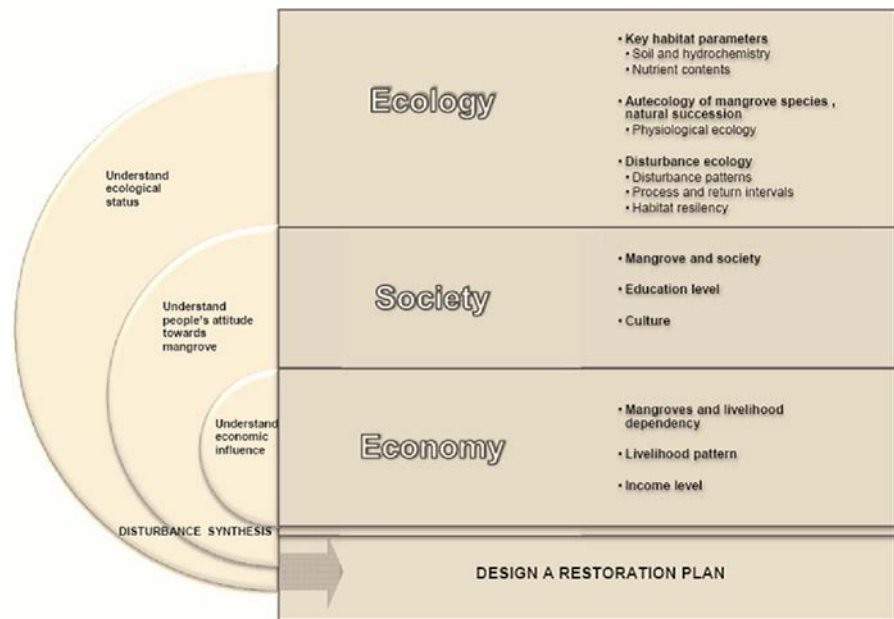 Understand
ecological
status
Ecology
• Key habitat parameters
• Soil and hydrochemistry
• Nutrient contents
• Autecology of mangrove species ,
natural succession
• Physiological ecology
• Disturbance ecology
• Disturbance patterns
• Process and return intervals
• Habitat resilency
Understand
people's attitude
towards
mangrove
Society
• Mangrove and society
• Education level
• Culture
Understand
economic
influence
Economy
• Mangroves and livelihood
dependency
• Livelihood pattern
• Income level
DISTURBANCE SYNTHESIS
DESIGN A RESTORATION PLAN